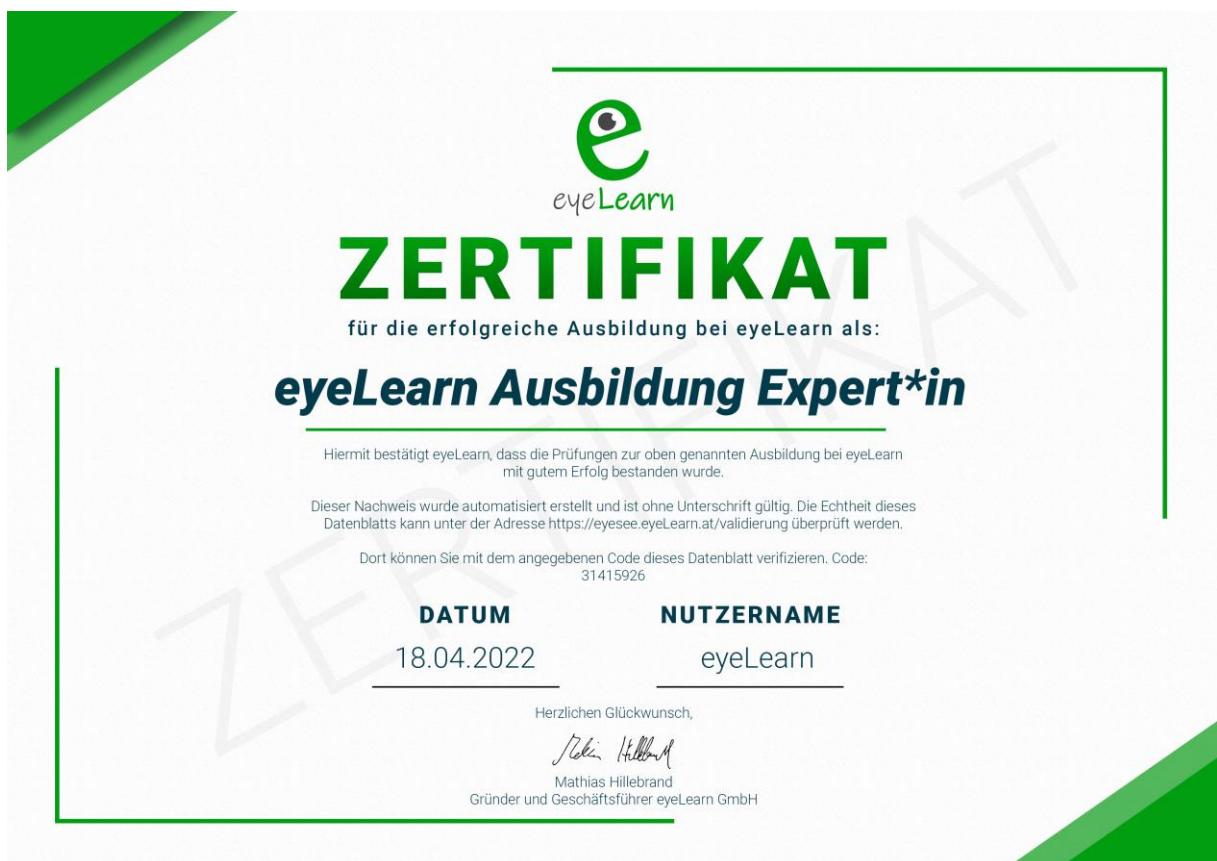 eyeLearn
ZERTIFIKAT
für die erfolgreiche Ausbildung bei eyeLearn als:
eyeLearn Ausbildung Expert*in
Hiermit bestätigt eyeLearn, dass die Prüfungen zur oben genannten Ausbildung bei eyeLearn
mit gutem Erfolg bestanden wurde.
Dieser Nachweis wurde automatisiert erstellt und ist ohne Unterschrift gültig. Die Echtheit dieses
Datenblatts kann unter der Adresse https://eyesee.eyeLearn.at/validierung überprüft werden.
Dort können Sie mit dem angegebenen Code dieses Datenblatt verifizieren. Code:
31415926
DATUM
NUTZERNAME
18.04.2022
eyeLearn
Herzlichen Glückwunsch,
Mathias Hillebrand
Gründer und Geschäftsführer eyeLearn GmbH
ZERTIFIKAT